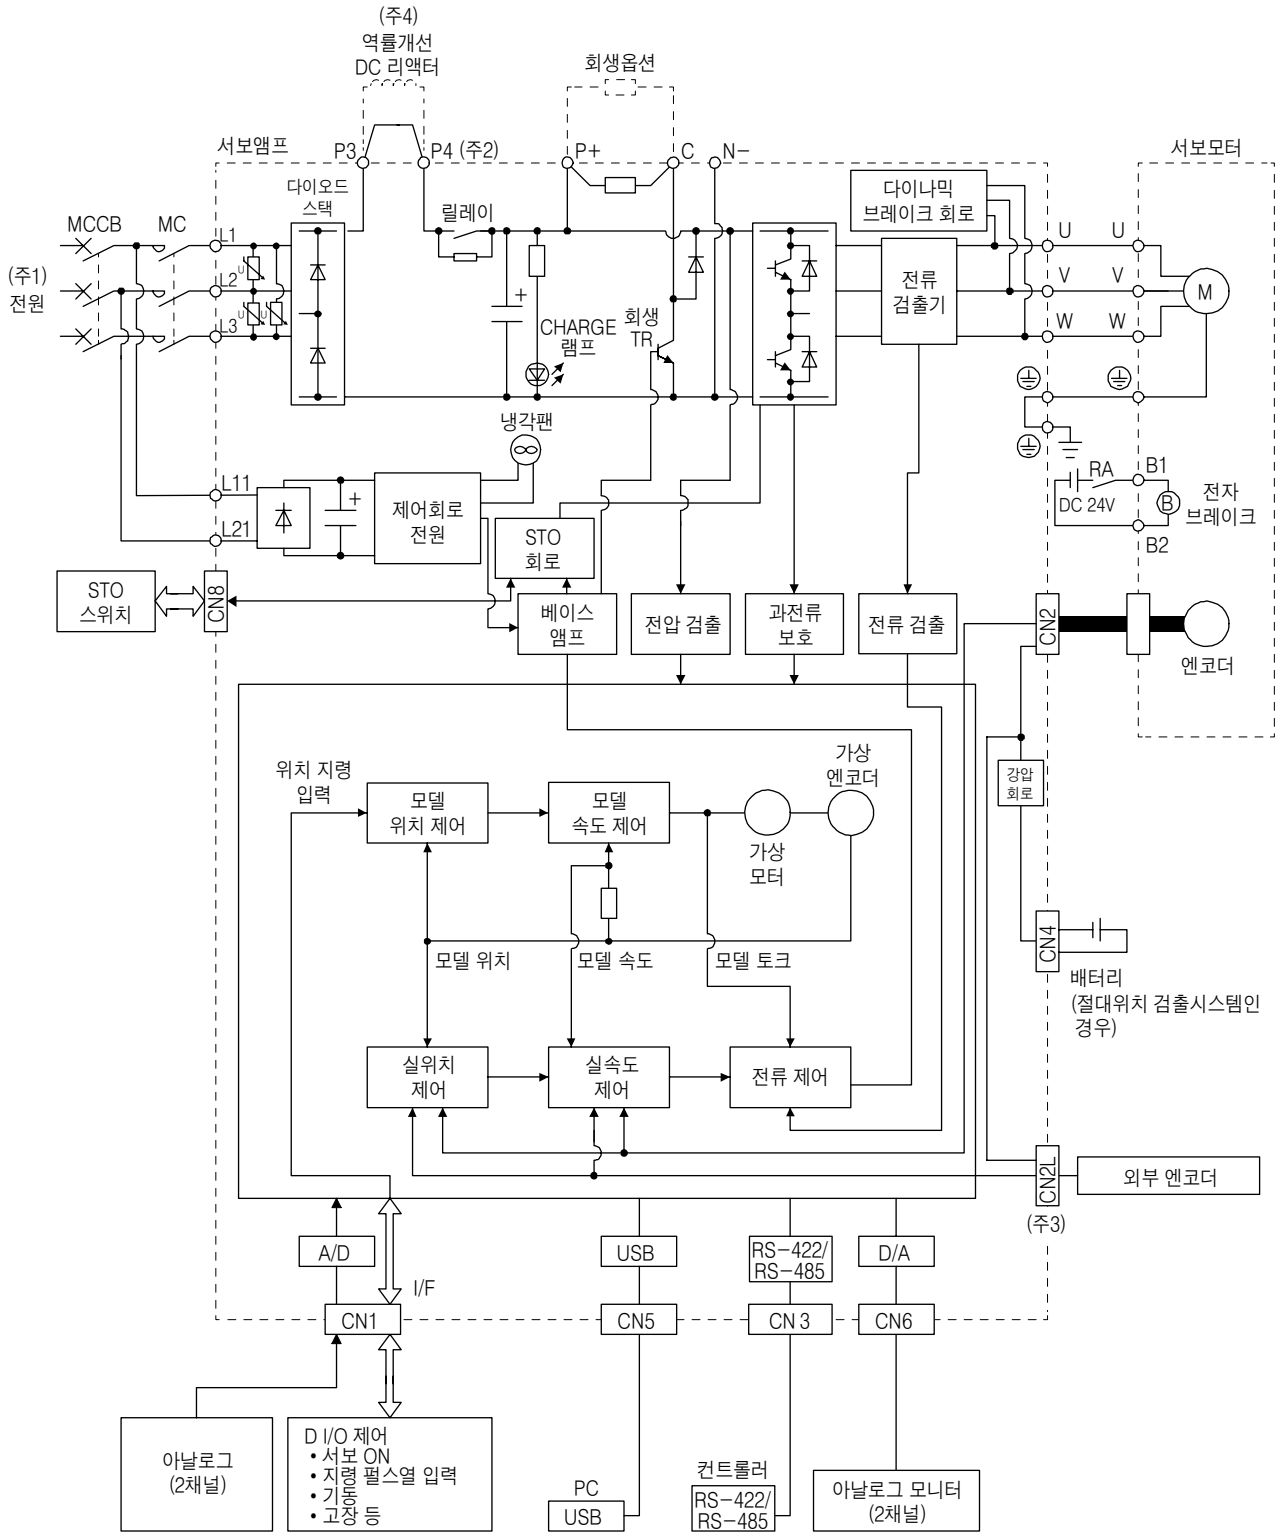 (주4)
역률개선
DC 리액터
회생옵션
서보앰프
P3
P4 (주2)
P+
C
N−
서보모터
다이오드
스택
릴레이
다이나믹
브레이크 회로
MCCB
MC
L1
U
U
(주1)
전원
U
L2
전류
검출기
V
V
M
U
U
+
L3
CHARGE
램프
회생
TR
W
W
냉각팬
L11
+
제어회로
전원
RA
B1
DC 24V
B
전자
브레이크
L21
STO
회로
B2
STO
스위치
CN8
베이스
앰프
전압 검출
과전류
보호
전류 검출
CN2
엔코더
위치 지령
입력
모델
위치 제어
모델
속도 제어
가상
엔코더
가상
모터
강압
회로
모델 위치
모델 속도
모델 토크
CN4
배터리
(절대위치 검출시스템인
경우)
실위치
제어
실속도
제어
전류 제어
CN2L
외부 엔코더
(주3)
A/D
USB
RS−422/
RS−485
D/A
I/F
CN1
CN5
CN 3
CN6
아날로그
(2채널)
D I/O 제어
• 서보 ON
• 지령 펄스열 입력
• 기동
• 고장 등
PC
USB
컨트롤러
RS−422/
RS−485
아날로그 모니터
(2채널)